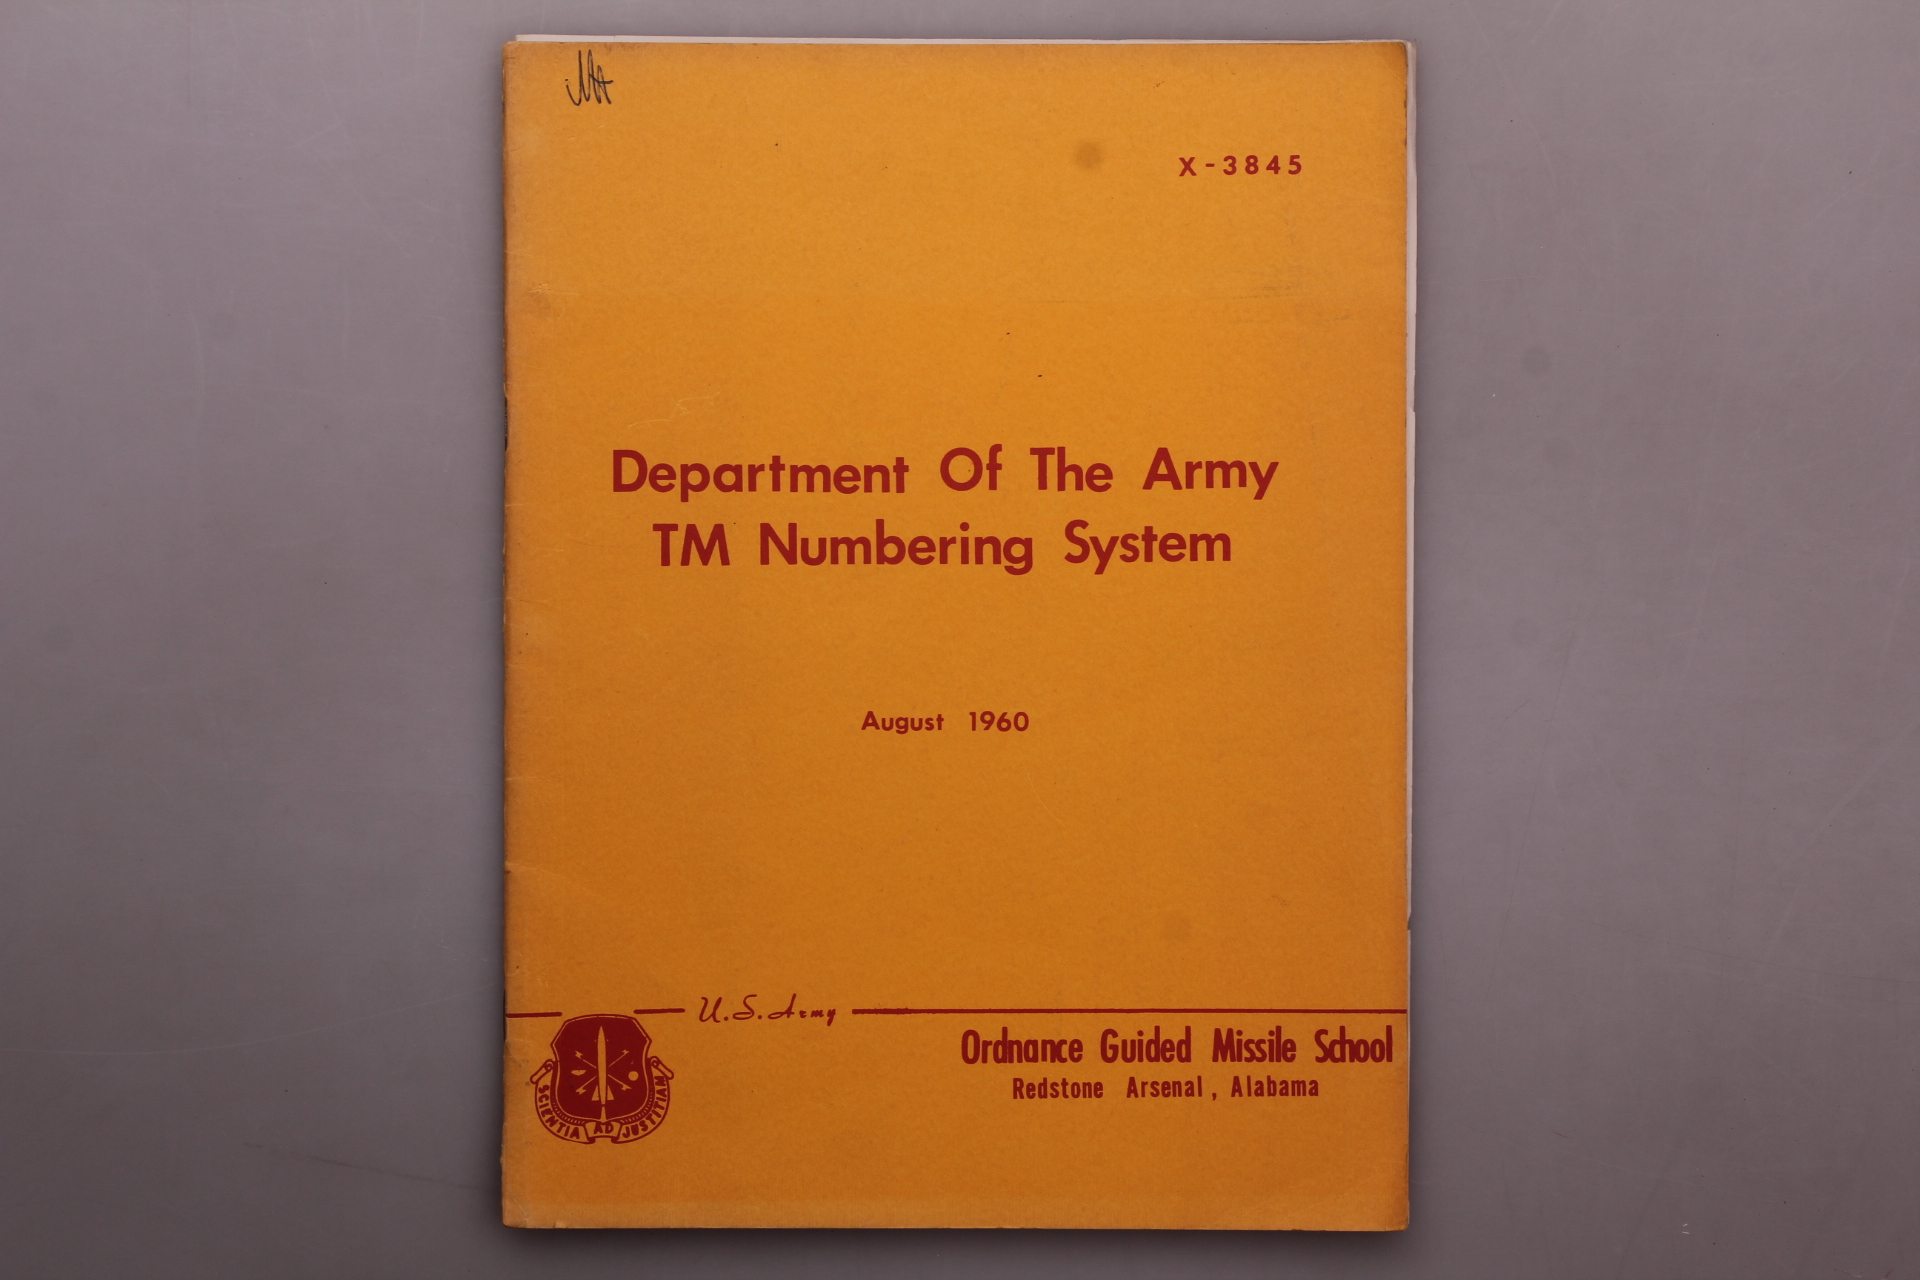 X-3845
Department Of The Army
TM Numbering System
August 1960
U.S. Army
Ordnance Guided Missile School
Redstone Arsenal, Alabama
SCIENTIA AD JUSTITIAM